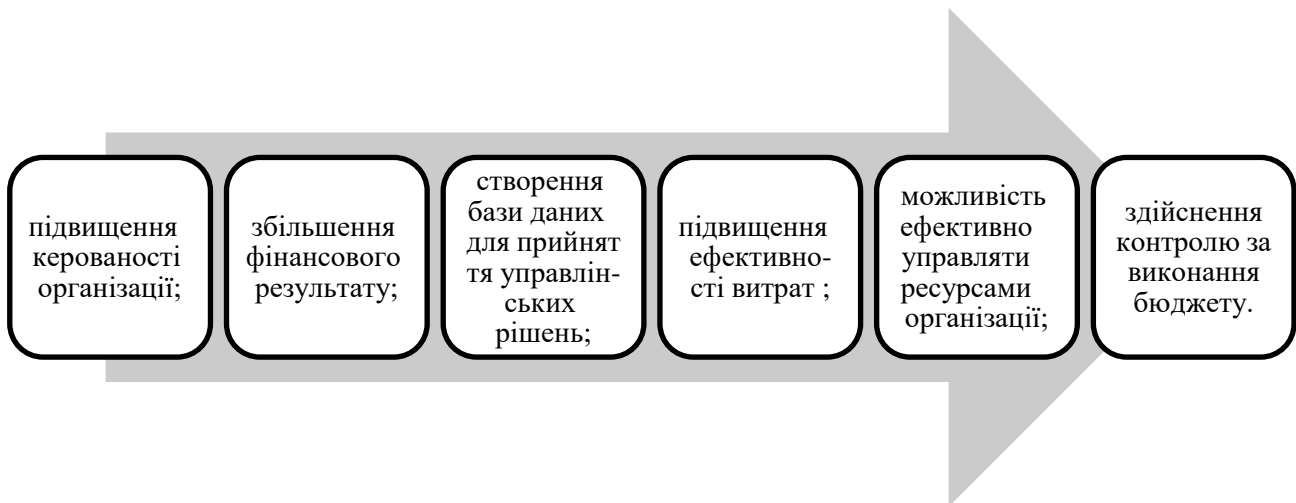 підвищення
керованості
організації;
збільшення
фінансового
результату;
створення
бази даних
для прийнят
тя управлін-
ських
рішень;
підвищення
ефективно-
сті витрат ;
можливість
ефективно
управляти
ресурсами
організації;
здійснення
контролю за
виконання
бюджету.